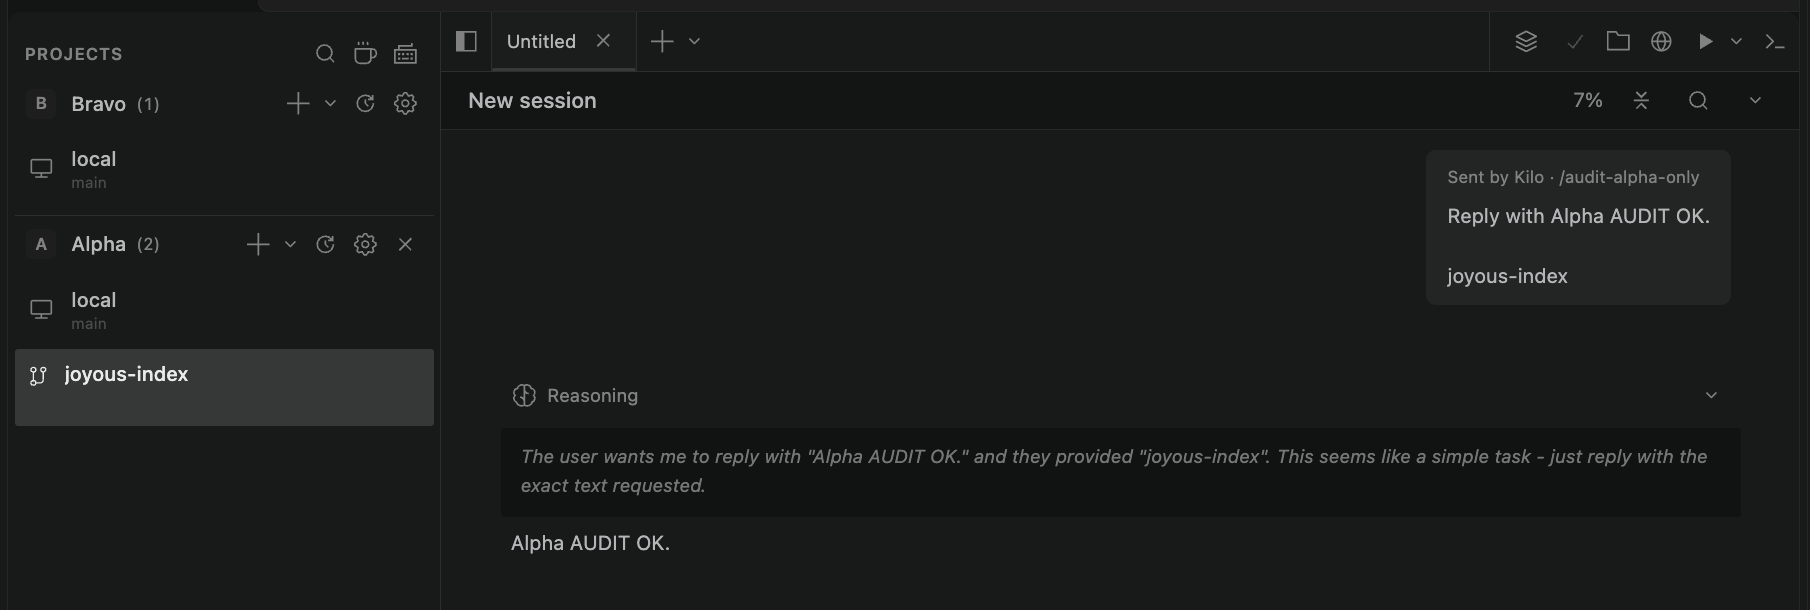 PROJECTS
B Bravo (1)
local
main
A Alpha (2)
local
main
joyous-index
Untitled
New session
7%
Sent by Kilo · /audit-alpha-only
Reply with Alpha AUDIT OK.
joyous-index
Reasoning
The user wants me to reply with "Alpha AUDIT OK." and they provided "joyous-index". This seems like a simple task - just reply with the
exact text requested.
Alpha AUDIT OK.